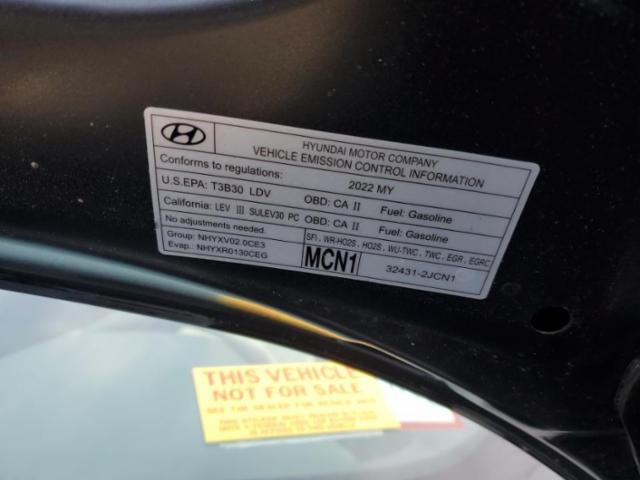 HYUNDAI MOTOR COMPANY
VEHICLE EMISSION CONTROL INFORMATION
Conforms to regulations: 2022 MY
U.S.EPA: T3B30 LDV OBD: CA II Fuel: Gasoline
California: LEV III SULEV30 PC OBD: CA II Fuel: Gasoline
No adjustments needed. SFI , WR-HO2S , HO2S , WU-TWC , TWC, EGR , EGRC
Group: NHYXV02.0CE3
Evap.: NHYXR0130CEG
MCN1 32431-2JCN1
THIS VEHICLE
NOT FOR SALE